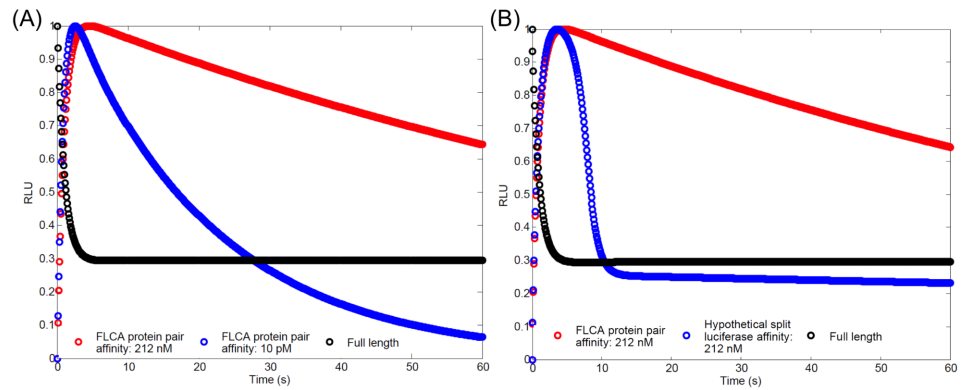 (A)
1
0.9
0.8
0.7
0.6
0.5
0.4
0.3
0.2
0.1
0
RLU
FLCA protein pair
affinity: 212 nM
FLCA protein pair
affinity: 10 pM
Full length
0
10
20
30
40
50
60
Time (s)
(B)
1
0.9
0.8
0.7
0.6
0.5
0.4
0.3
0.2
0.1
0
RLU
FLCA protein pair
affinity: 212 nM
Hypothetical split
luciferase affinity:
212 nM
Full length
0
10
20
30
40
50
60
Time (s)